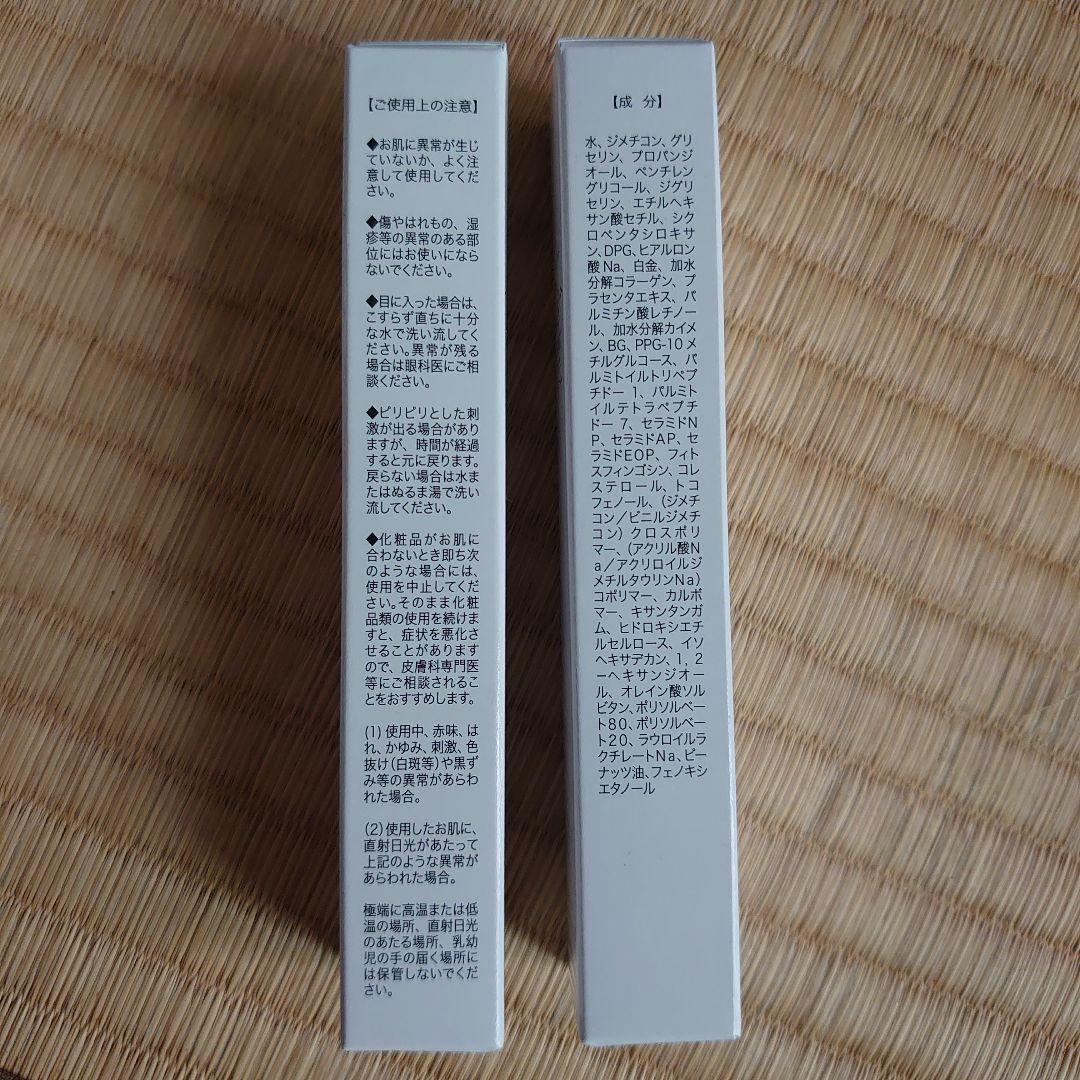 【ご使用上の注意】
◆お肌に異常が生じ
ていないか、よく注
意して使用してくだ
さい。
◆傷やはれもの、湿
疹等の異常のある部
位にはお使いになら
ないでください。
◆目に入った場合は、
こすらず直ちに十分
な水で洗い流してく
ださい。異常が残る
場合は眼科医にご相
談ください。
◆ピリピリとした刺
激が出る場合があり
ますが、時間が経過
すると元に戻ります。
戻らない場合は水ま
たはぬるま湯で洗い
流してください。
◆化粧品がお肌に
合わないとき即ち次
のような場合には、
使用を中止してくだ
さい。そのまま化粧
品類の使用を続けま
すと、症状を悪化さ
せることがあります
ので、皮膚科専門医
等にご相談されるこ
とをおすすめします。
(1) 使用中、赤味、は
れ、かゆみ、刺激、色
抜け(白斑等)や黒ず
み等の異常があらわ
れた場合。
(2) 使用したお肌に、
直射日光があたって
上記のような異常が
あらわれた場合。
極端に高温または低
温の場所、直射日光
のあたる場所、乳幼
児の手の届く場所に
は保管しないでくだ
さい。
【成 分】
水、ジメチコン、グリ
セリン、プロパンジ
オール、ペンチレン
グリコール、ジグリ
セリン、エチルヘキ
サン酸セチル、シク
ロペンタシロキサ
ン、DPG、ヒアルロン
酸Na、白金、加水
分解コラーゲン、プ
ラセンタエキス、パ
ルミチン酸レチノー
ル、加水分解カイメ
ン、BG、PPG-10メ
チルグルコース、パ
ルミトイルトリペプ
チドー1、パルミト
イルテトラペプチ
ドー7、セラミドN
P、セラミドAP、セ
ラミドEOP、フィト
スフィンゴシン、コレ
ステロール、トコ
フェノール、(ジメチ
コン/ビニルジメチ
コン)クロスポリ
マー、(アクリル酸N
a/アクリロイルジ
メチルタウリンNa)
コポリマー、カルボ
マー、キサンタンガ
ム、ヒドロキシエチ
ルセルロース、イソ
ヘキサデカン、1,2
ーヘキサンジオー
ル、オレイン酸ソル
ビタン、ポリソルベー
ト80、ポリソルベー
ト20、ラウロイルラ
クチレートNa、ピー
ナッツ油、フェノキシ
エタノール